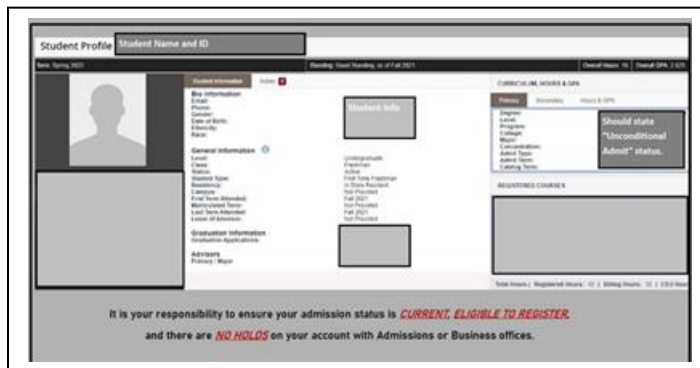 Student Profile
Student Name and ID
Term: Spring 2022
Standing: Good Standing, as of Fall 2021
Overall Hours: 16
Overall GPA: 2.625
Student Information
Holds
Bio Information
Email:
Phone:
Gender:
Date of Birth:
Ethnicity:
Race:
Student Info
General Information
Level: Undergraduate
Class: Freshman
Status: Active
Student Type: First Time Freshman
Residency: In State Resident
Campus: Not Provided
First Term Attended: Fall 2021
Matriculated Term: Not Provided
Last Term Attended: Fall 2021
Leave of Absence: Not Provided
Graduation Information
Graduation Applications:
Advisors
Primary / Major
CURRICULUM, HOURS & GPA
Primary
Secondary
Hours & GPA
Degree:
Level:
Program:
College:
Major:
Concentration:
Admit Type:
Admit Term:
Catalog Term:
Should state
"Unconditional
Admit" status.
REGISTERED COURSES
Total Hours | Registered Hours: 12 | Billing Hours: 12 | CEU Hours
It is your responsibility to ensure your admission status is CURRENT, ELIGIBLE TO REGISTER,
and there are NO HOLDS on your account with Admissions or Business offices.